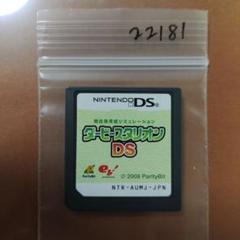 22181
NINTENDO DS
競走馬育成シミュレーション
ダービースタリオン
DS
ParityBit
© 2008 ParityBit
NTR-AUMJ-JPN